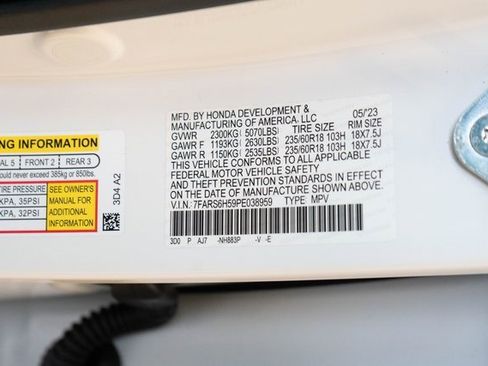 NG INFORMATION
AL 5 FRONT 2 REAR 3
ould never exceed 385kg or 850lbs.
E PRESSURE SEE OWNER'S
KPA, 35PSI MANUAL FOR
KPA, 32PSI ADDITIONAL
INFORMATION
3D4 A2
MFD. BY HONDA DEVELOPMENT & 05/'23
MANUFACTURING OF AMERICA, LLC
GVWR 2300KG(5070LBS) TIRE SIZE RIM SIZE
GAWR F 1193KG(2630LBS) 235/60R18 103H 18X7.5J
GAWR R 1150KG(2535LBS) 235/60R18 103H 18X7.5J
THIS VEHICLE CONFORMS TO ALL APPLICABLE
FEDERAL MOTOR VEHICLE SAFETY
AND THEFT PREVENTION STANDARDS IN EFFECT
ON THE DATE OF MANUFACTURE SHOWN ABOVE.
V.I.N.: 7FARS6H59PE038959 TYPE: MPV
3D0 P AJ7 -NH883P -V -E